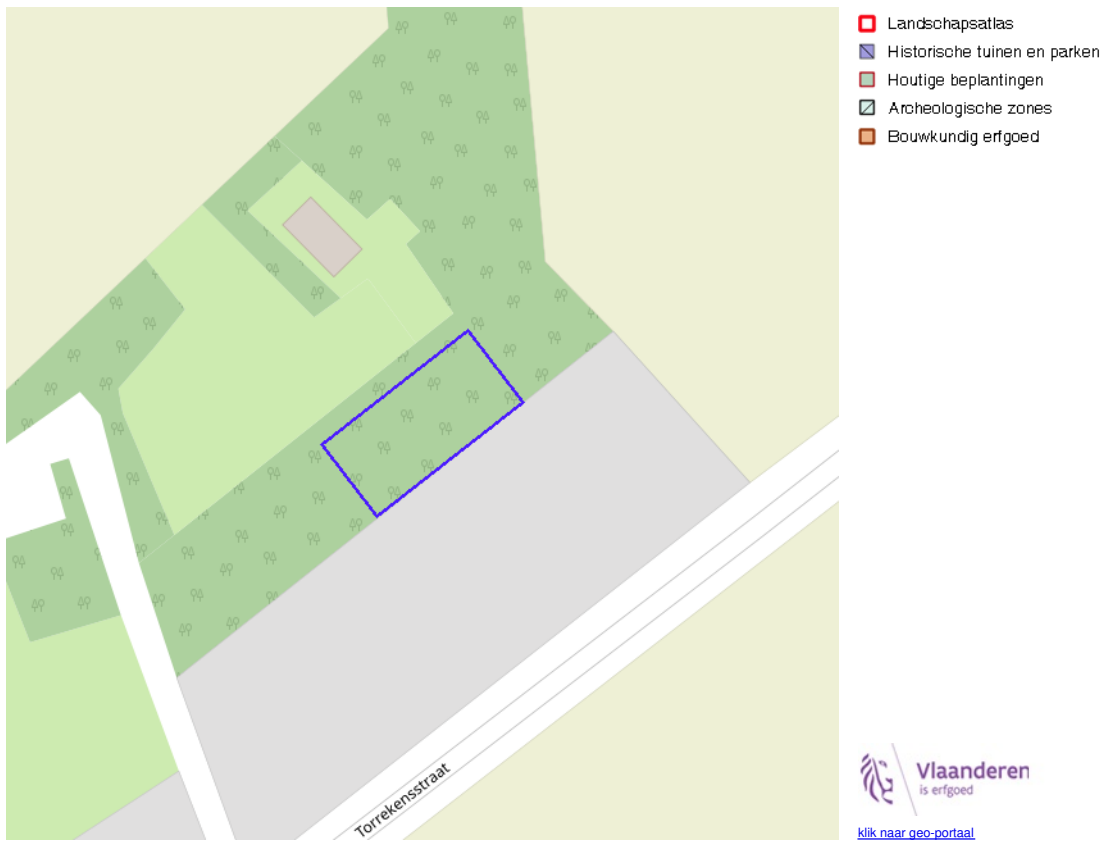 Landschapsatlas
Historische tuinen en parken
Houtige beplantingen
Archeologische zones
Bouwkundig erfgoed
Torrekensstraat
Vlaanderen
is erfgoed
klik naar geo-portaal